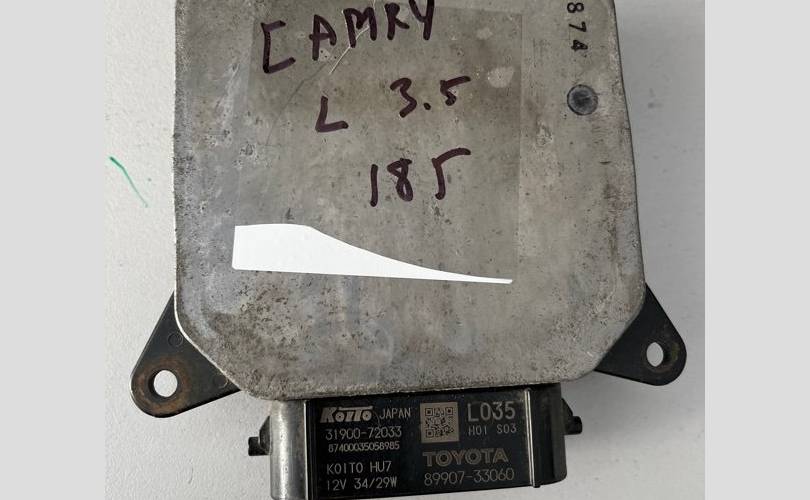 874
CAMRY
L 3.5
185
KOITO JAPAN
31900-72033
87400035058985
KOITO HU7
12V 34/29W
L035
H01 S03
TOYOTA
89907-33060